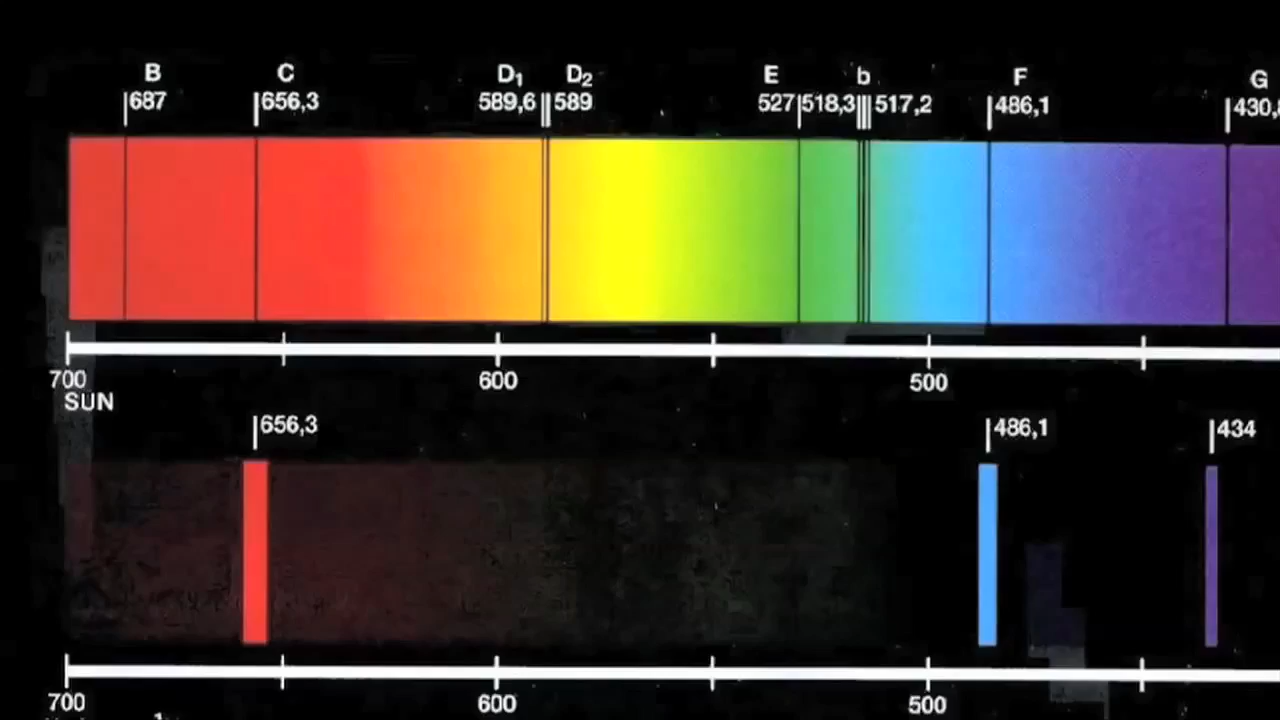 B C D₁ D₂ E b F G
687 656,3 589,6 589 527 518,3 517,2 486,1 430,
700 600 500
SUN
656,3 486,1 434
700 600 500